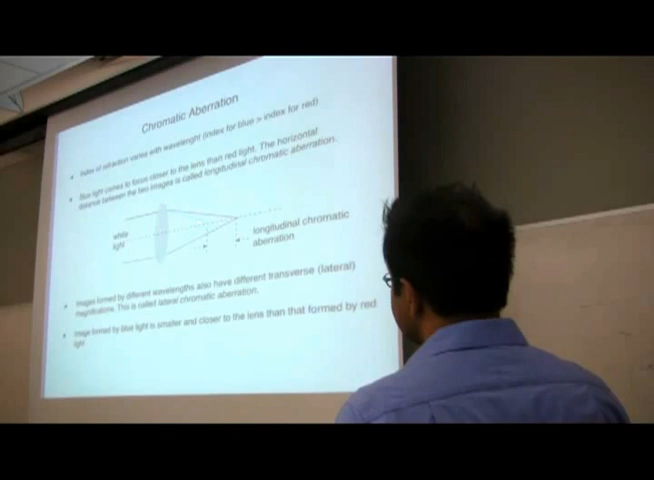 Chromatic Aberration
Index of refraction varies with wavelenght (index for blue > index for red)
Blue light comes to focus closer to the lens than red light. The horizontal
distance between the two images is called longitudinal chromatic aberration.
white
light
longitudinal chromatic
aberration
Images formed by different wavelengths also have different transverse (lateral)
magnifications. This is called lateral chromatic aberration.
Image formed by blue light is smaller and closer to the lens than that formed by red
light